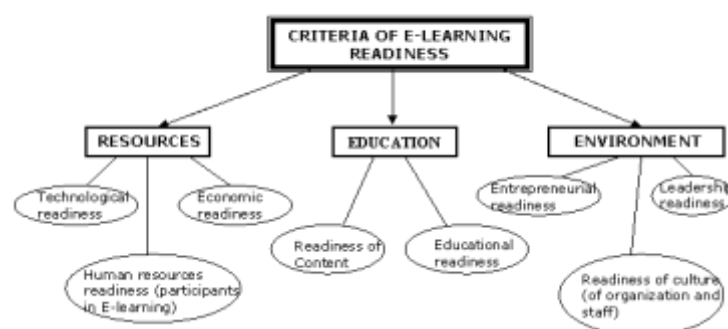 CRITERIA OF E-LEARNING
READINESS
RESOURCES
EDUCATION
ENVIRONMENT
Technological
readiness
Economic
readiness
Human resources
readiness (participants
in E-learning)
Readiness of
Content
Educational
readiness
Entrepreneurial
readiness
Leadership
readiness
Readiness of culture
(of organization and
staff)